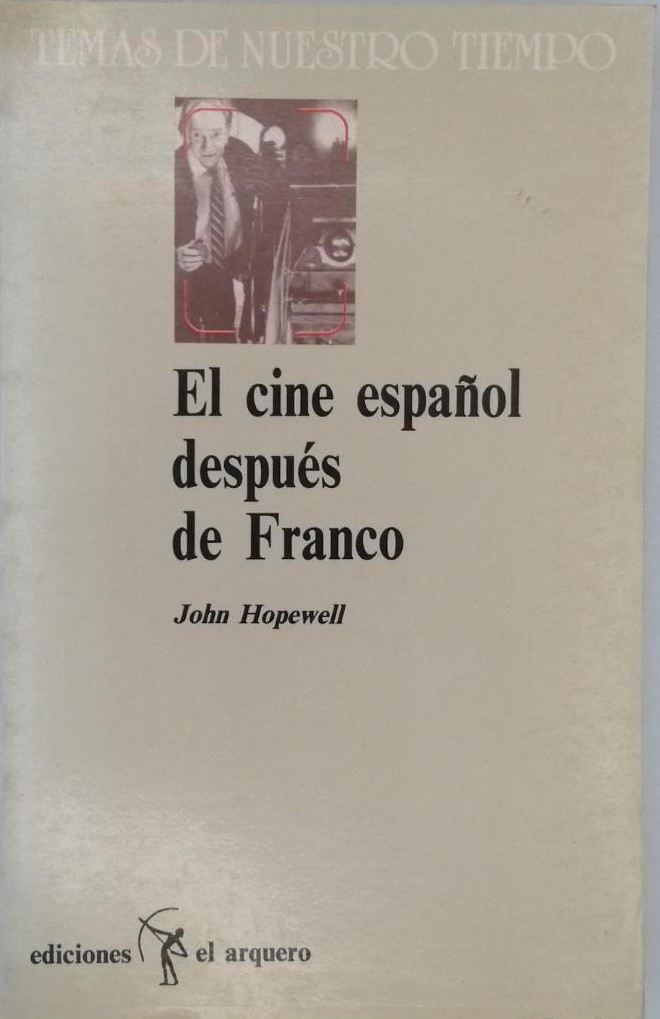 TEMAS DE NUESTRO TIEMPO
El cine español
después
de Franco
John Hopewell
ediciones el arquero